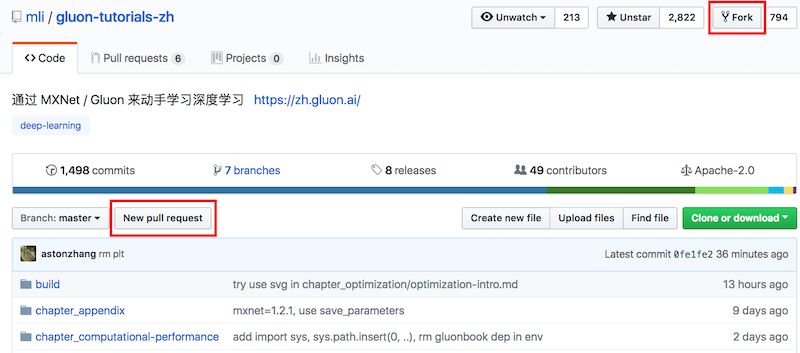 mli / gluon-tutorials-zh Unwatch 213 Unstar 2,822 Fork 794
Code Pull requests 6 Projects 0 Insights
通过 MXNet / Gluon 来动手学习深度学习 https://zh.gluon.ai/
deep-learning
1,498 commits 7 branches 8 releases 49 contributors Apache-2.0
Branch: master New pull request Create new file Upload files Find file Clone or download
astonzhang rm plt Latest commit 0fe1fe2 36 minutes ago
build try use svg in chapter_optimization/optimization-intro.md 13 hours ago
chapter_appendix mxnet=1.2.1, use save_parameters 9 days ago
chapter_computational-performance add import sys, sys.path.insert(0, ..), rm gluonbook dep in env 2 days ago